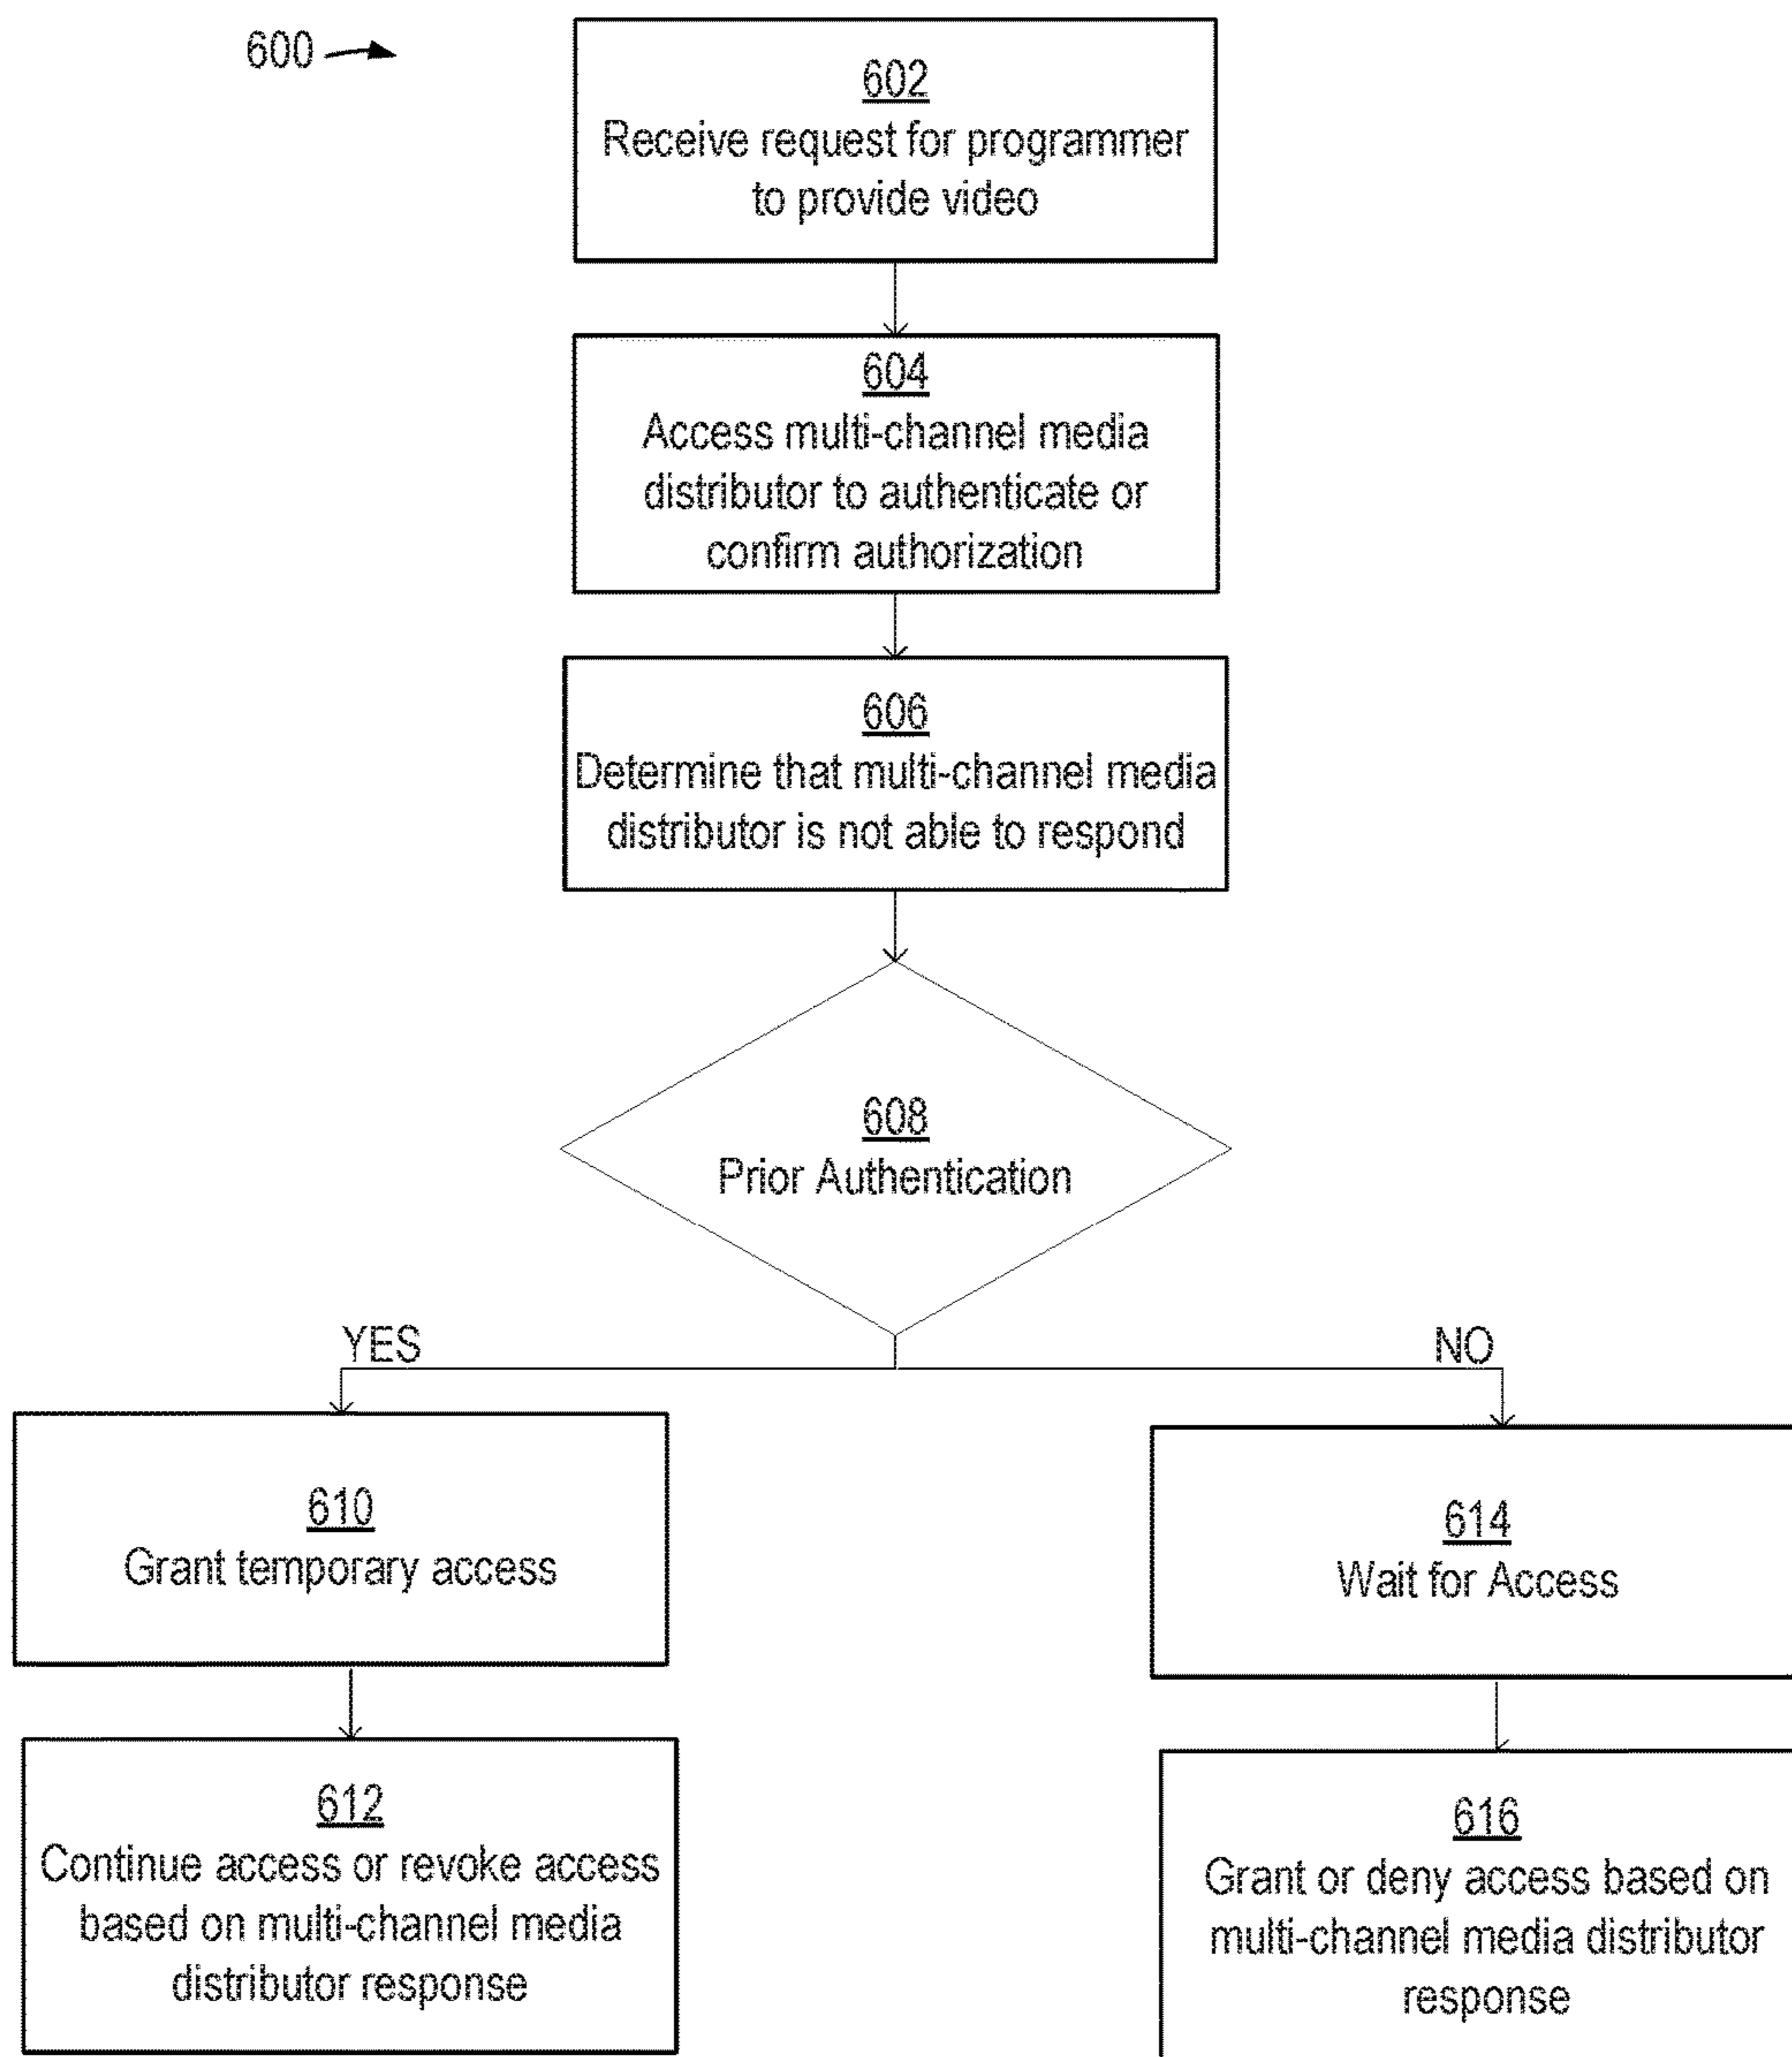 600
602
Receive request for programmer
to provide video
604
Access multi-channel media
distributor to authenticate or
confirm authorization
606
Determine that multi-channel media
distributor is not able to respond
608
Prior Authentication
YES
NO
610
Grant temporary access
614
Wait for Access
612
Continue access or revoke access
based on multi-channel media
distributor response
616
Grant or deny access based on
multi-channel media distributor
response